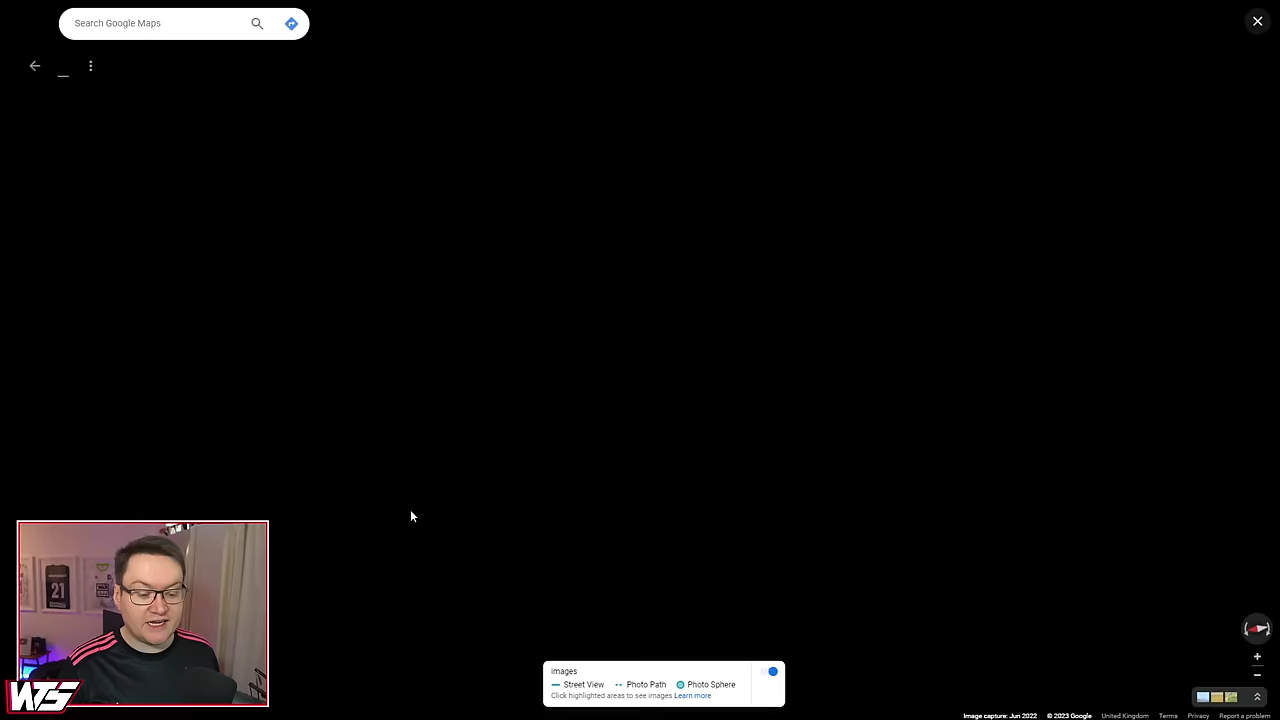 Search Google Maps
images
Street View Photo Path Photo Sphere
Click highlighted areas to see images Learn more
21
W7S
Image capture: Jun 2022 © 2023 Google United Kingdom Terms Privacy Report a problem